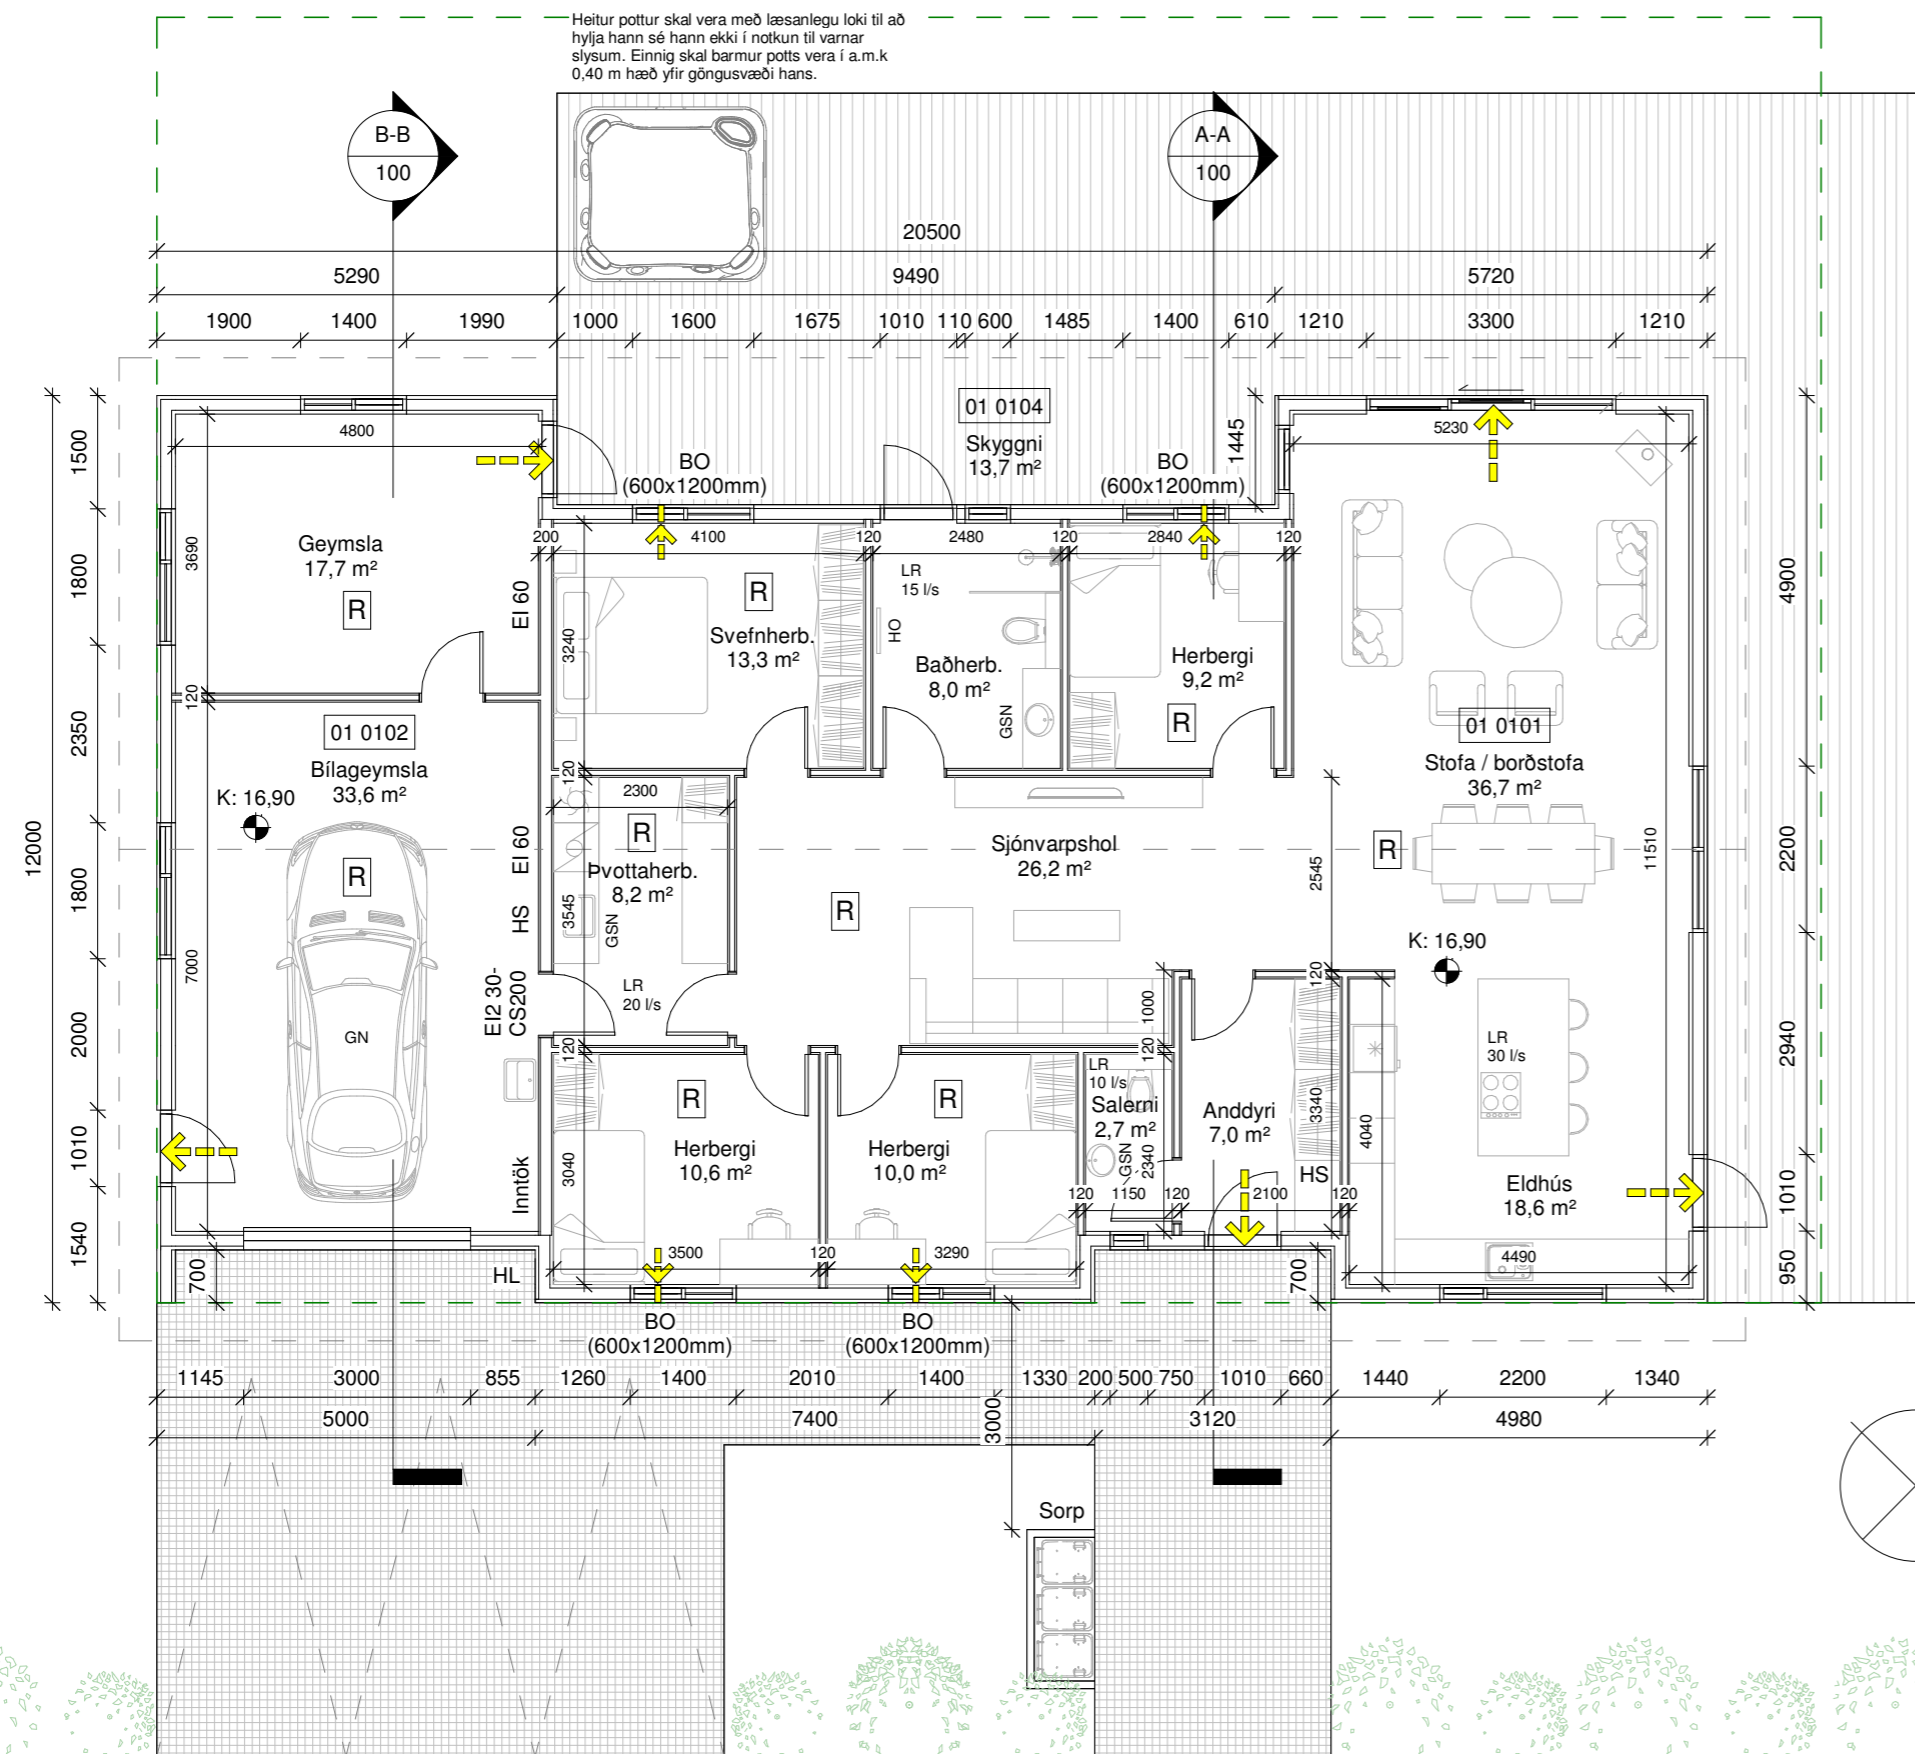 Heitur pottur skal vera með læsanlegu loki til að
hylja hann sé hann ekki í notkun til varnar
slysum. Einnig skal barmur potts vera í a.m.k
0,40 m hæð yfir göngusvæði hans.
B-B
100
A-A
100
20500
5290 9490 5720
1900 1400 1990 1000 1600 1675 1010 110 600 1485 1400 610 1210 3300 1210
01 0104
Skyggni
13,7 m²
1445
BO
(600x1200mm)
BO
(600x1200mm)
4800
5230
200 4100 120 2480 120 2840 120
12000
1500
1800
2350
1800
2000
1010
1540
4900
2200
2940
1010
950
Geymsla
17,7 m²
R
3690
EI 60
120
01 0102
Bílageymsla
33,6 m²
K: 16,90
R
GN
7000
EI 60
HS
EI2 30-
CS200
Inntök
R
Svefnherb.
13,3 m²
3240
LR
15 l/s
HO
Baðherb.
8,0 m²
GSN
Herbergi
9,2 m²
R
01 0101
Stofa / borðstofa
36,7 m²
R
11510
120
2300
R
Þvottaherb.
8,2 m²
3545
GSN
LR
20 l/s
Sjónvarpshol
26,2 m²
R
2545
K: 16,90
120
1000
120
120
R
Herbergi
10,6 m²
3040
3500
120
R
Herbergi
10,0 m²
3290
LR
10 l/s
Salerni
2,7 m²
GSN
2340
120 1150 120 2100 120
Anddyri
7,0 m²
3340
HS
4040
LR
30 l/s
Eldhús
18,6 m²
4490
700
HL
700
BO
(600x1200mm)
BO
(600x1200mm)
1145 3000 855 1260 1400 2010 1400 1330 200 500 750 1010 660 1440 2200 1340
5000 7400 3120 4980
3000
Sorp